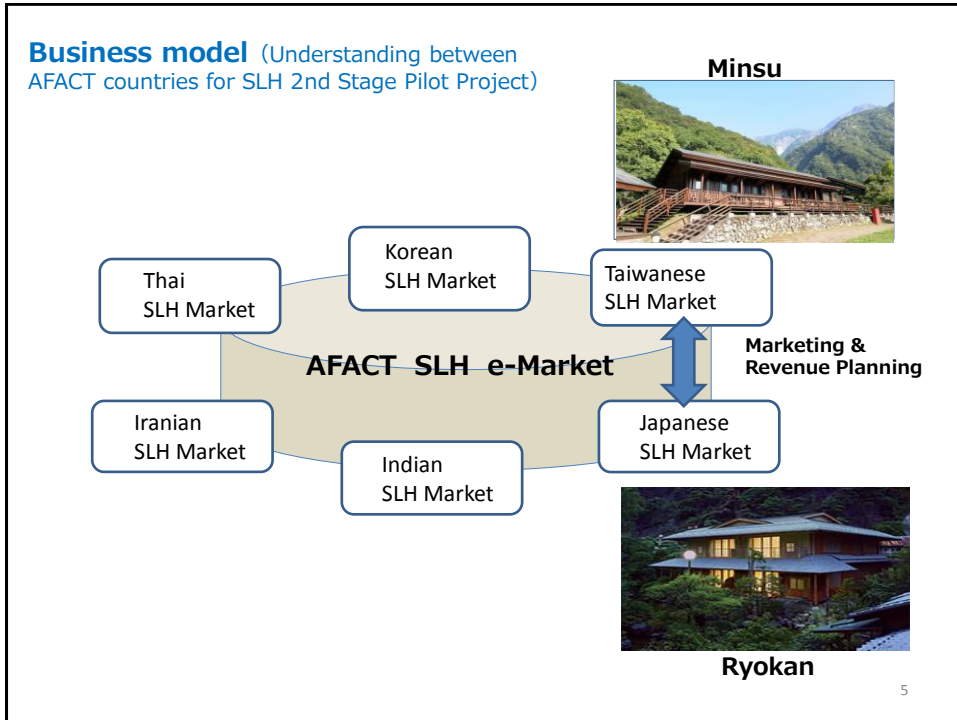 Business model（Understanding between
AFACT countries for SLH 2nd Stage Pilot Project）
Minsu
Korean
SLH Market
Thai
SLH Market
Taiwanese
SLH Market
AFACT SLH e-Market
Marketing &
Revenue Planning
Iranian
SLH Market
Indian
SLH Market
Japanese
SLH Market
Ryokan
5